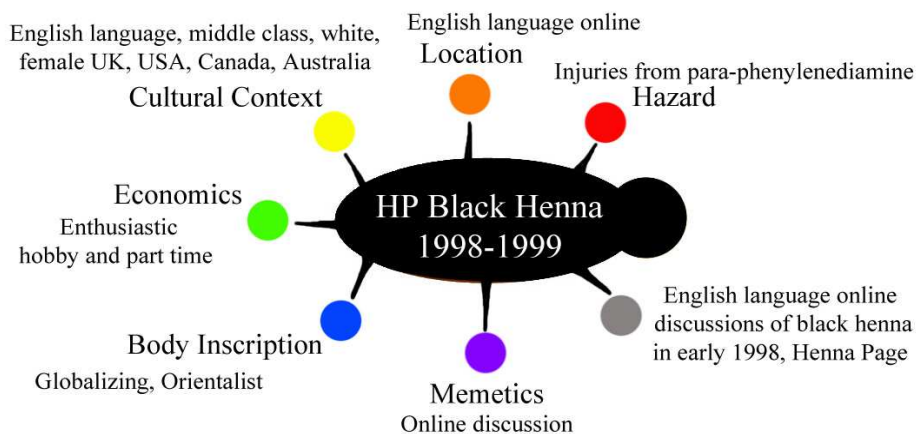 English language online
Location
English language, middle class, white,
female UK, USA, Canada, Australia
Cultural Context
Injuries from para-phenylenediamine
Hazard
Economics
Enthusiastic
hobby and part time
HP Black Henna
1998-1999
Body Inscription
Globalizing, Orientalist
Memetics
Online discussion
English language online
discussions of black henna
in early 1998, Henna Page